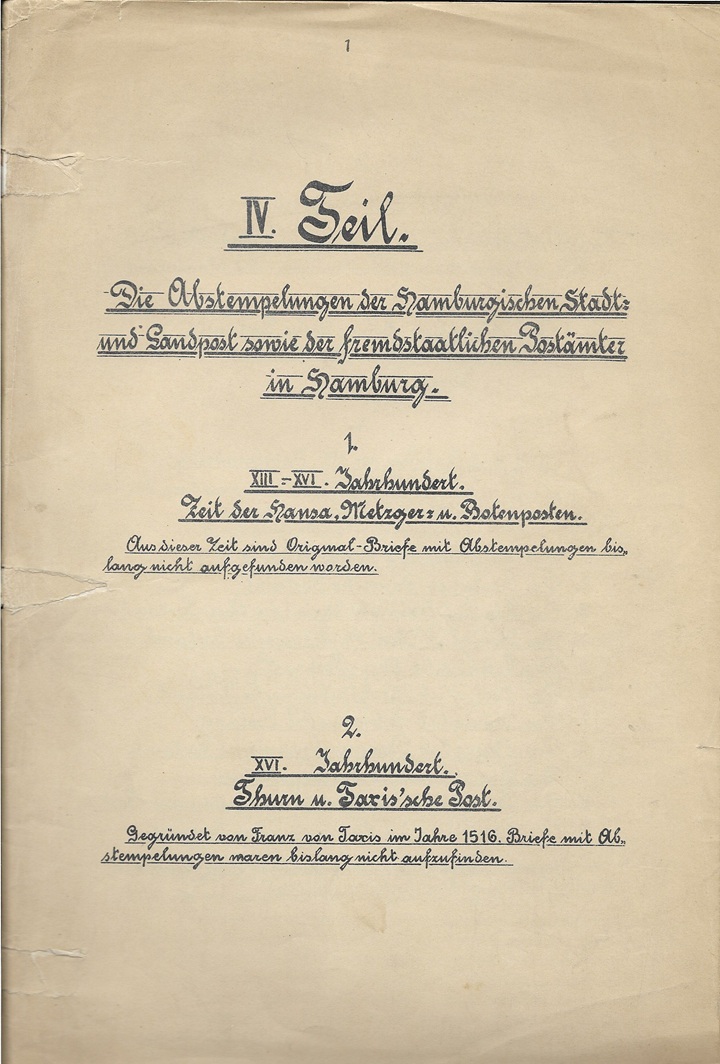 1
IV. Teil.
Die Abstempelungen der Hamburgischen Stadt=
und Landpost sowie der fremdstaatlichen Postämter
in Hamburg.
1.
XIII.-XVI. Jahrhundert.
Zeit der Hansa, Metzger= u. Botenposten.
Aus dieser Zeit sind Original-Briefe mit Abstempelungen bis„
lang nicht aufgefunden worden.
2.
XVI. Jahrhundert.
Thurn u. Taxis'sche Post.
Gegründet von Franz von Taxis im Jahre 1516. Briefe mit Ab„
stempelungen waren bislang nicht aufzufinden.